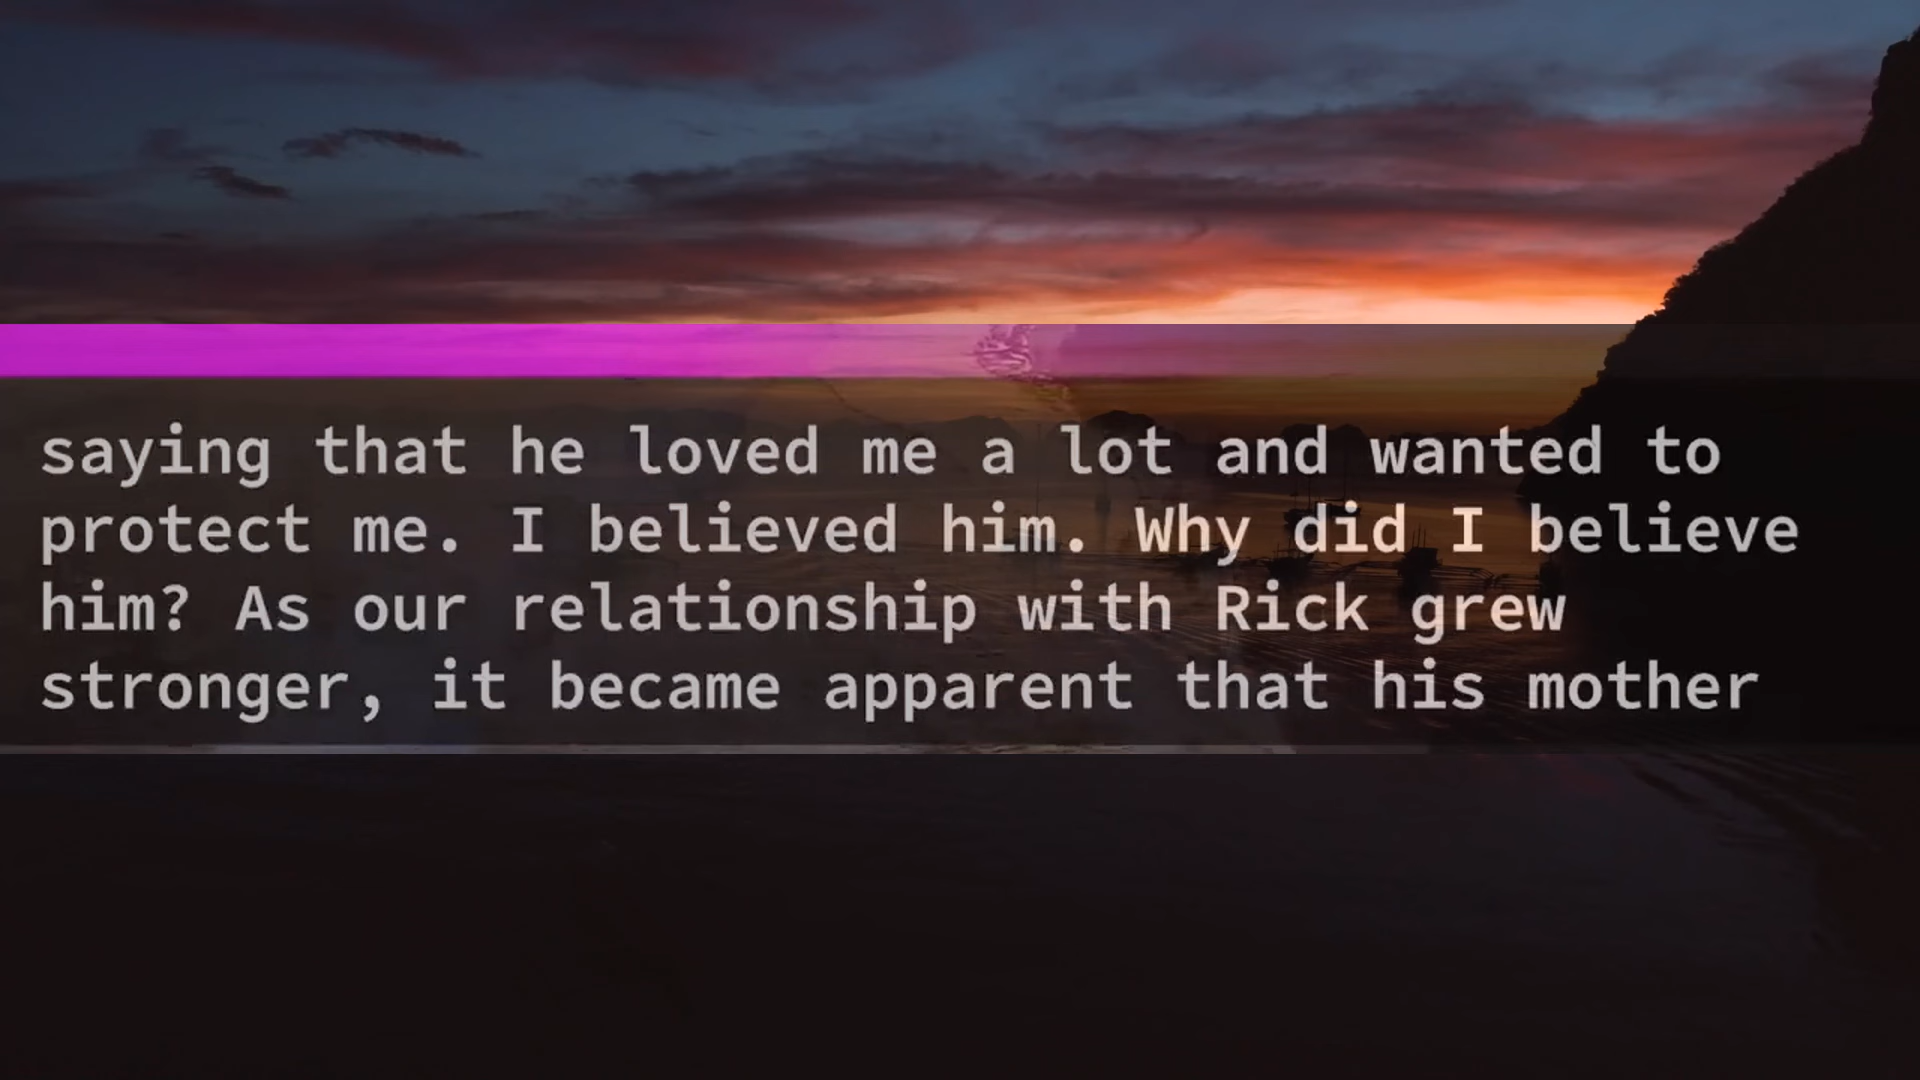 saying that he loved me a lot and wanted to
protect me. I believed him. Why did I believe
him? As our relationship with Rick grew
stronger, it became apparent that his mother